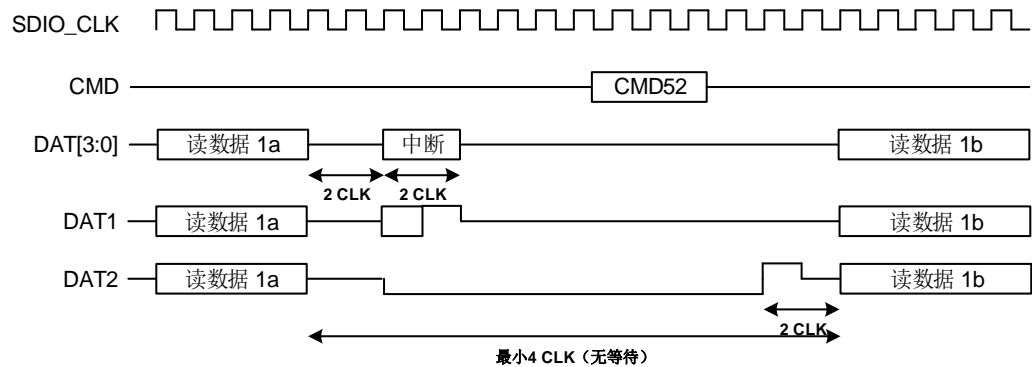 SDIO_CLK
CMD CMD52
DAT[3:0] 读数据 1a 中断 读数据 1b
2 CLK 2 CLK
DAT1 读数据 1a 读数据 1b
DAT2 读数据 1a 读数据 1b
2 CLK
最小4 CLK（无等待）